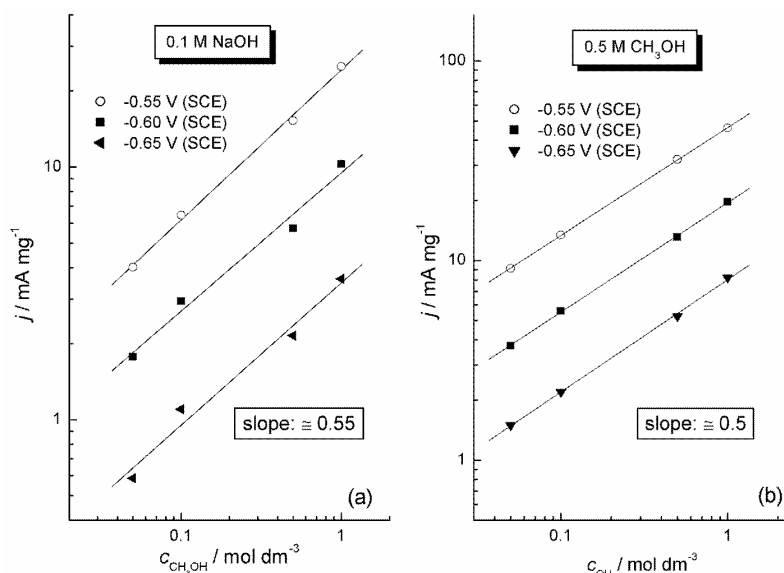 0.1 M NaOH
-0.55 V (SCE)
-0.60 V (SCE)
-0.65 V (SCE)
10
1
j / mA mg⁻¹
slope: ≅ 0.55
(a)
0.1
1
c_CH₃OH / mol dm⁻³
0.5 M CH₃OH
-0.55 V (SCE)
-0.60 V (SCE)
-0.65 V (SCE)
100
10
1
j / mA mg⁻¹
slope: ≅ 0.5
(b)
0.1
1
c_OH / mol dm⁻³